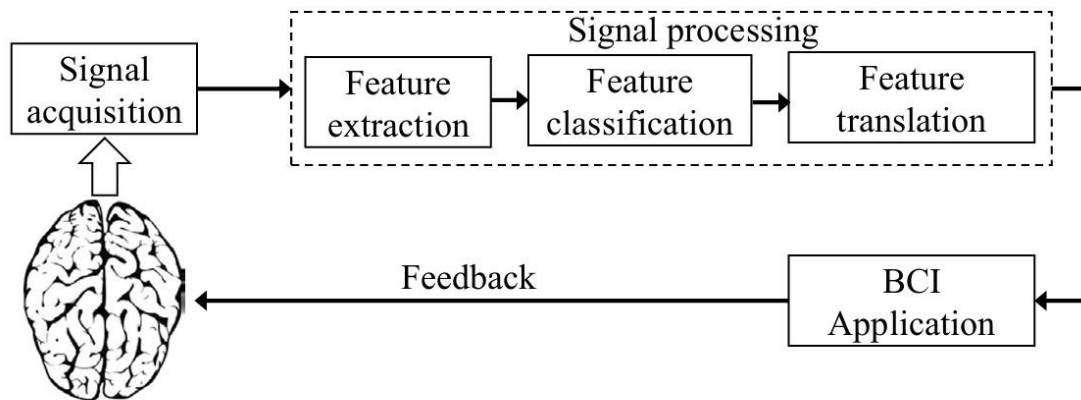 Signal processing
Signal
acquisition
Feature
extraction
Feature
classification
Feature
translation
Feedback
BCI
Application